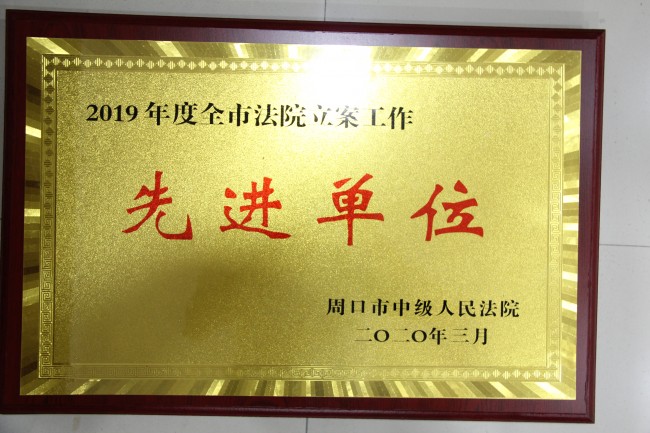 2019年度全市法院立案工作
先进单位
周口市中级人民法院
二〇二〇年三月